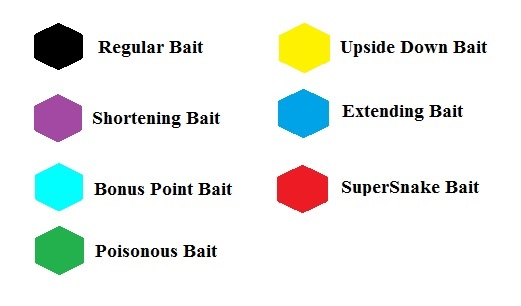 Regular Bait
Upside Down Bait
Shortening Bait
Extending Bait
Bonus Point Bait
SuperSnake Bait
Poisonous Bait